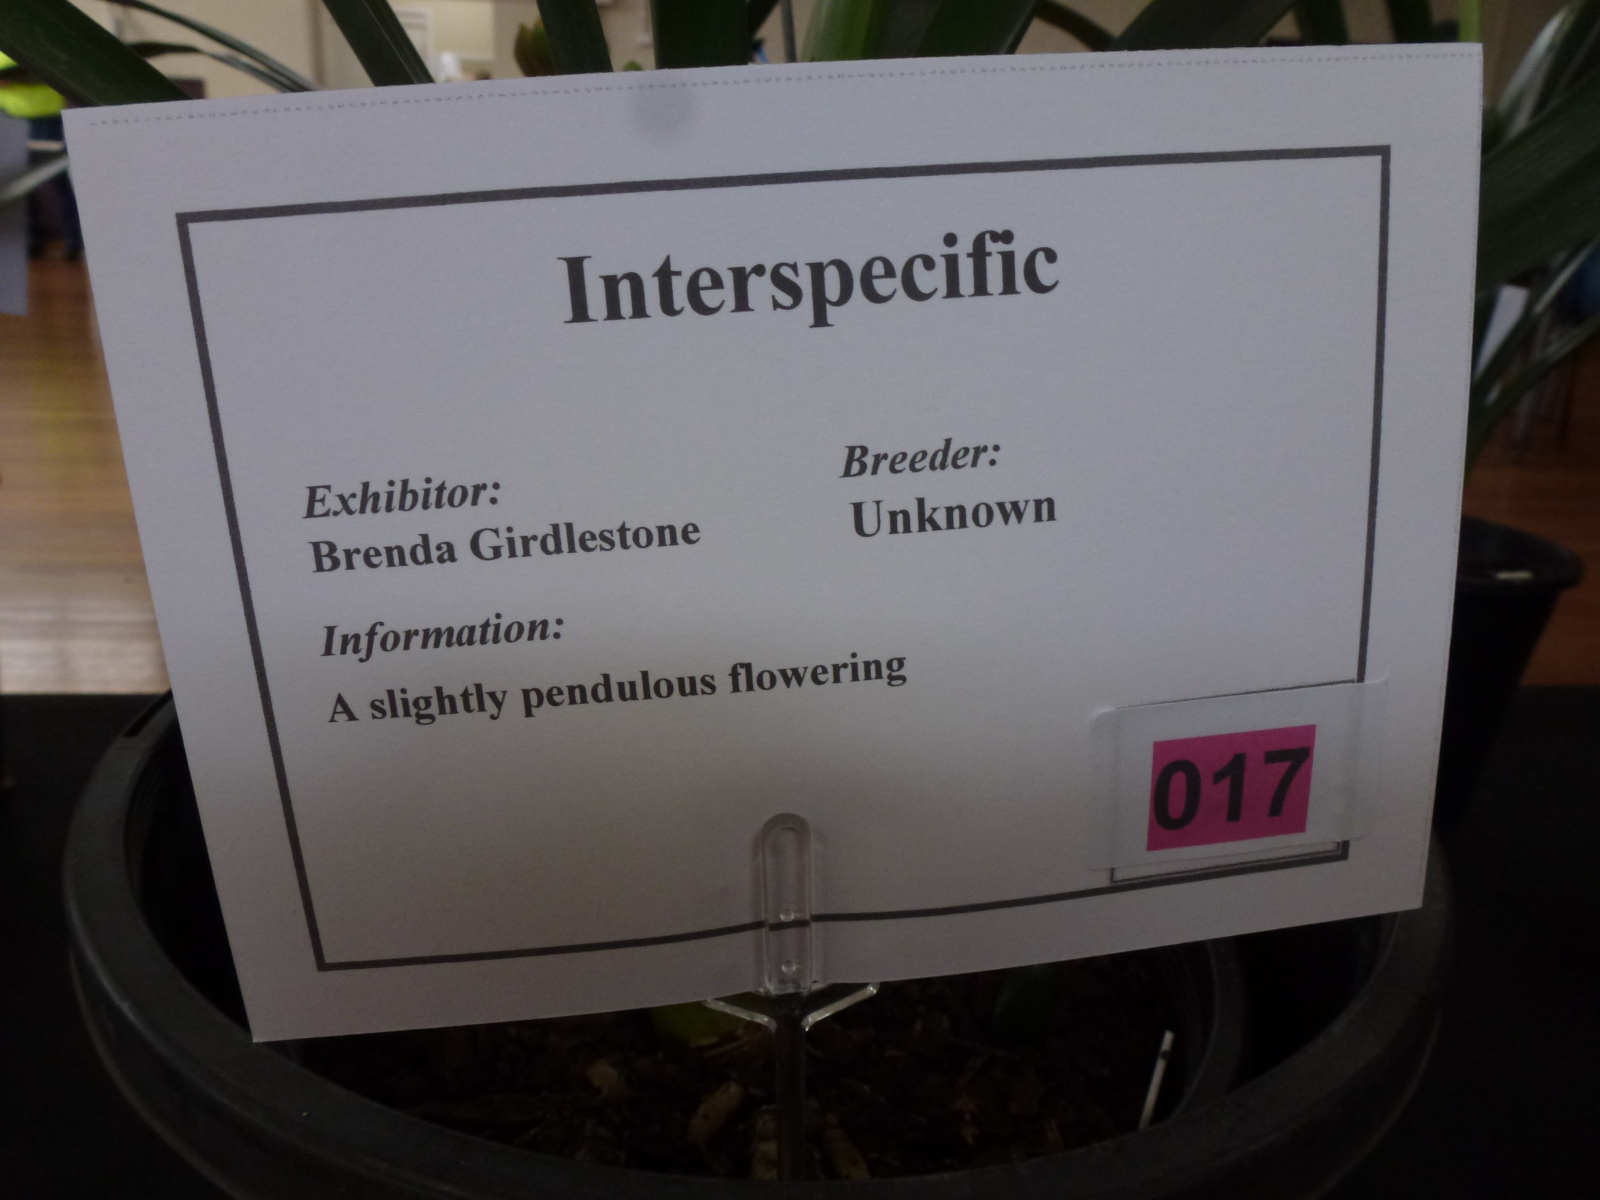 Interspecific
Exhibitor:
Brenda Girdlestone
Breeder:
Unknown
Information:
A slightly pendulous flowering
017